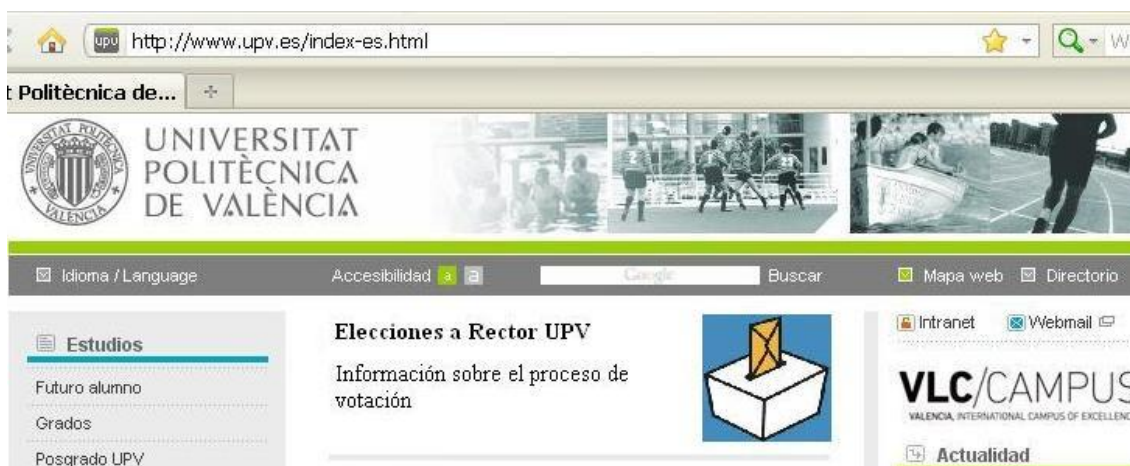 upv http://www.upv.es/index-es.html W
t Politècnica de...
UNIVERSITAT
POLITÈCNICA
DE VALÈNCIA
Idioma / Language Accesibilidad a a Google Buscar Mapa web Directorio
Estudios
Futuro alumno
Grados
Posgrado UPV
Elecciones a Rector UPV
Información sobre el proceso de
votación
Intranet Webmail
VLC/CAMPUS
VALENCIA, INTERNATIONAL CAMPUS OF EXCELLENC
Actualidad